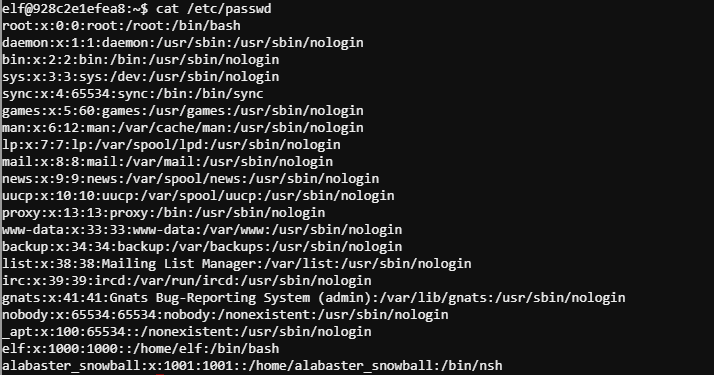 elf@928c2e1efea8:~$ cat /etc/passwd
root:x:0:0:root:/root:/bin/bash
daemon:x:1:1:daemon:/usr/sbin:/usr/sbin/nologin
bin:x:2:2:bin:/bin:/usr/sbin/nologin
sys:x:3:3:sys:/dev:/usr/sbin/nologin
sync:x:4:65534:sync:/bin:/bin/sync
games:x:5:60:games:/usr/games:/usr/sbin/nologin
man:x:6:12:man:/var/cache/man:/usr/sbin/nologin
lp:x:7:7:lp:/var/spool/lpd:/usr/sbin/nologin
mail:x:8:8:mail:/var/mail:/usr/sbin/nologin
news:x:9:9:news:/var/spool/news:/usr/sbin/nologin
uucp:x:10:10:uucp:/var/spool/uucp:/usr/sbin/nologin
proxy:x:13:13:proxy:/bin:/usr/sbin/nologin
www-data:x:33:33:www-data:/var/www:/usr/sbin/nologin
backup:x:34:34:backup:/var/backups:/usr/sbin/nologin
list:x:38:38:Mailing List Manager:/var/list:/usr/sbin/nologin
irc:x:39:39:ircd:/var/run/ircd:/usr/sbin/nologin
gnats:x:41:41:Gnats Bug-Reporting System (admin):/var/lib/gnats:/usr/sbin/nologin
nobody:x:65534:65534:nobody:/nonexistent:/usr/sbin/nologin
_apt:x:100:65534::/nonexistent:/usr/sbin/nologin
elf:x:1000:1000::/home/elf:/bin/bash
alabaster_snowball:x:1001:1001::/home/alabaster_snowball:/bin/nsh